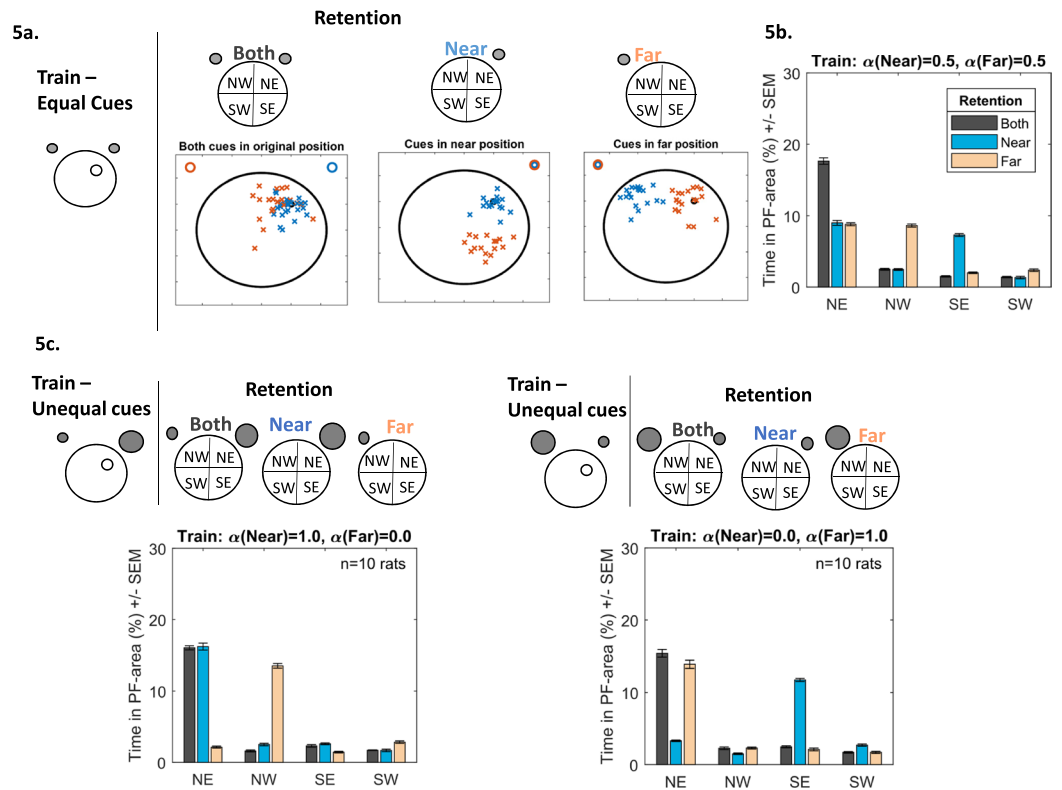 5a.
Retention
5b.
Train –
Equal Cues
Both
NW NE
SW SE
Near
NW NE
SW SE
Far
NW NE
SW SE
Both cues in original position
Cues in near position
Cues in far position
Train: α(Near)=0.5, α(Far)=0.5
Time in PF-area (%) +/- SEM
30
20
10
0
Retention
Both
Near
Far
NE NW SE SW
5c.
Train –
Unequal cues
Retention
Both
NW NE
SW SE
Near
NW NE
SW SE
Far
NW NE
SW SE
Train: α(Near)=1.0, α(Far)=0.0
n=10 rats
Time in PF-area (%) +/- SEM
30
20
10
0
NE NW SE SW
Train –
Unequal cues
Retention
Both
NW NE
SW SE
Near
NW NE
SW SE
Far
NW NE
SW SE
Train: α(Near)=0.0, α(Far)=1.0
n=10 rats
Time in PF-area (%) +/- SEM
30
20
10
0
NE NW SE SW